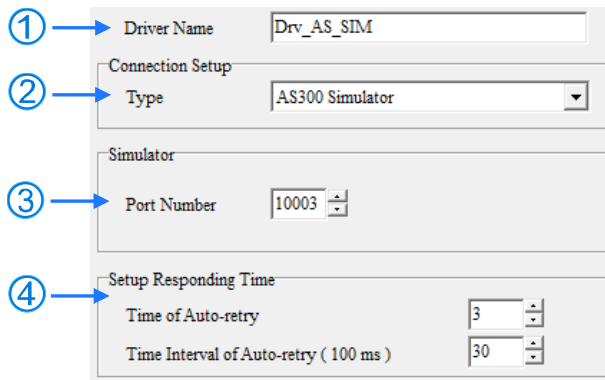 ① Driver Name Drv_AS_SIM
Connection Setup
② Type AS300 Simulator
Simulator
③ Port Number 10003
④ Setup Responding Time
Time of Auto-retry 3
Time Interval of Auto-retry ( 100 ms ) 30